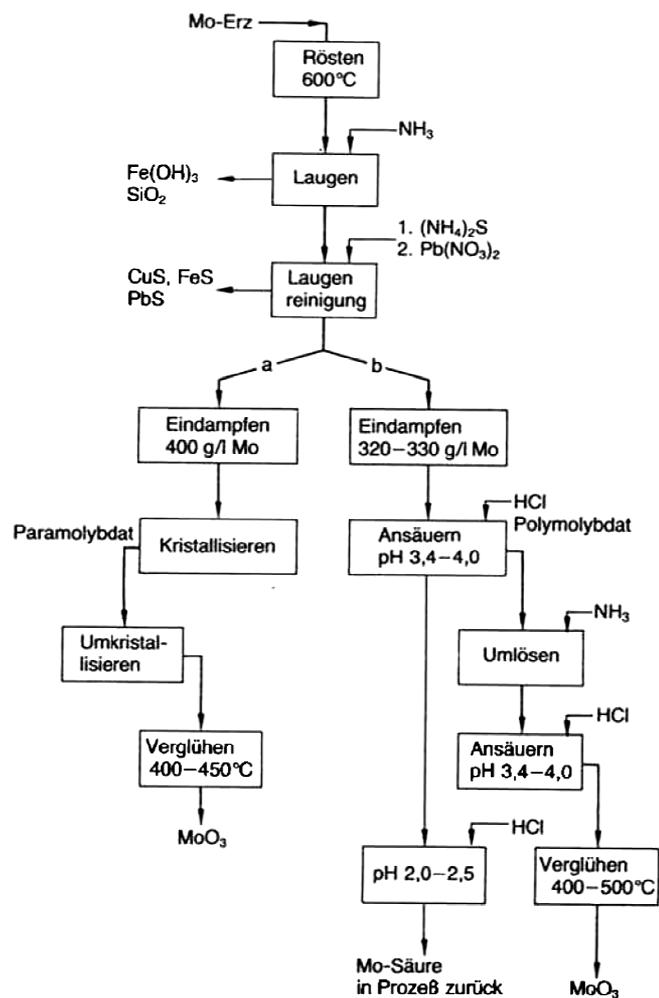 Mo-Erz
Rösten
600°C
NH₃
Laugen
Fe(OH)₃
SiO₂
1. (NH₄)₂S
2. Pb(NO₃)₂
Laugen
reinigung
CuS, FeS
PbS
a
b
Eindampfen
400 g/l Mo
Eindampfen
320–330 g/l Mo
HCl
Polymolybdat
Paramolybdat
Kristallisieren
Ansäuern
pH 3,4–4,0
NH₃
Umkristal-
lisieren
Umlösen
HCl
Verglühen
400–450°C
Ansäuern
pH 3,4–4,0
MoO₃
HCl
pH 2,0–2,5
Verglühen
400–500°C
Mo-Säure
in Prozeß zurück
MoO₃